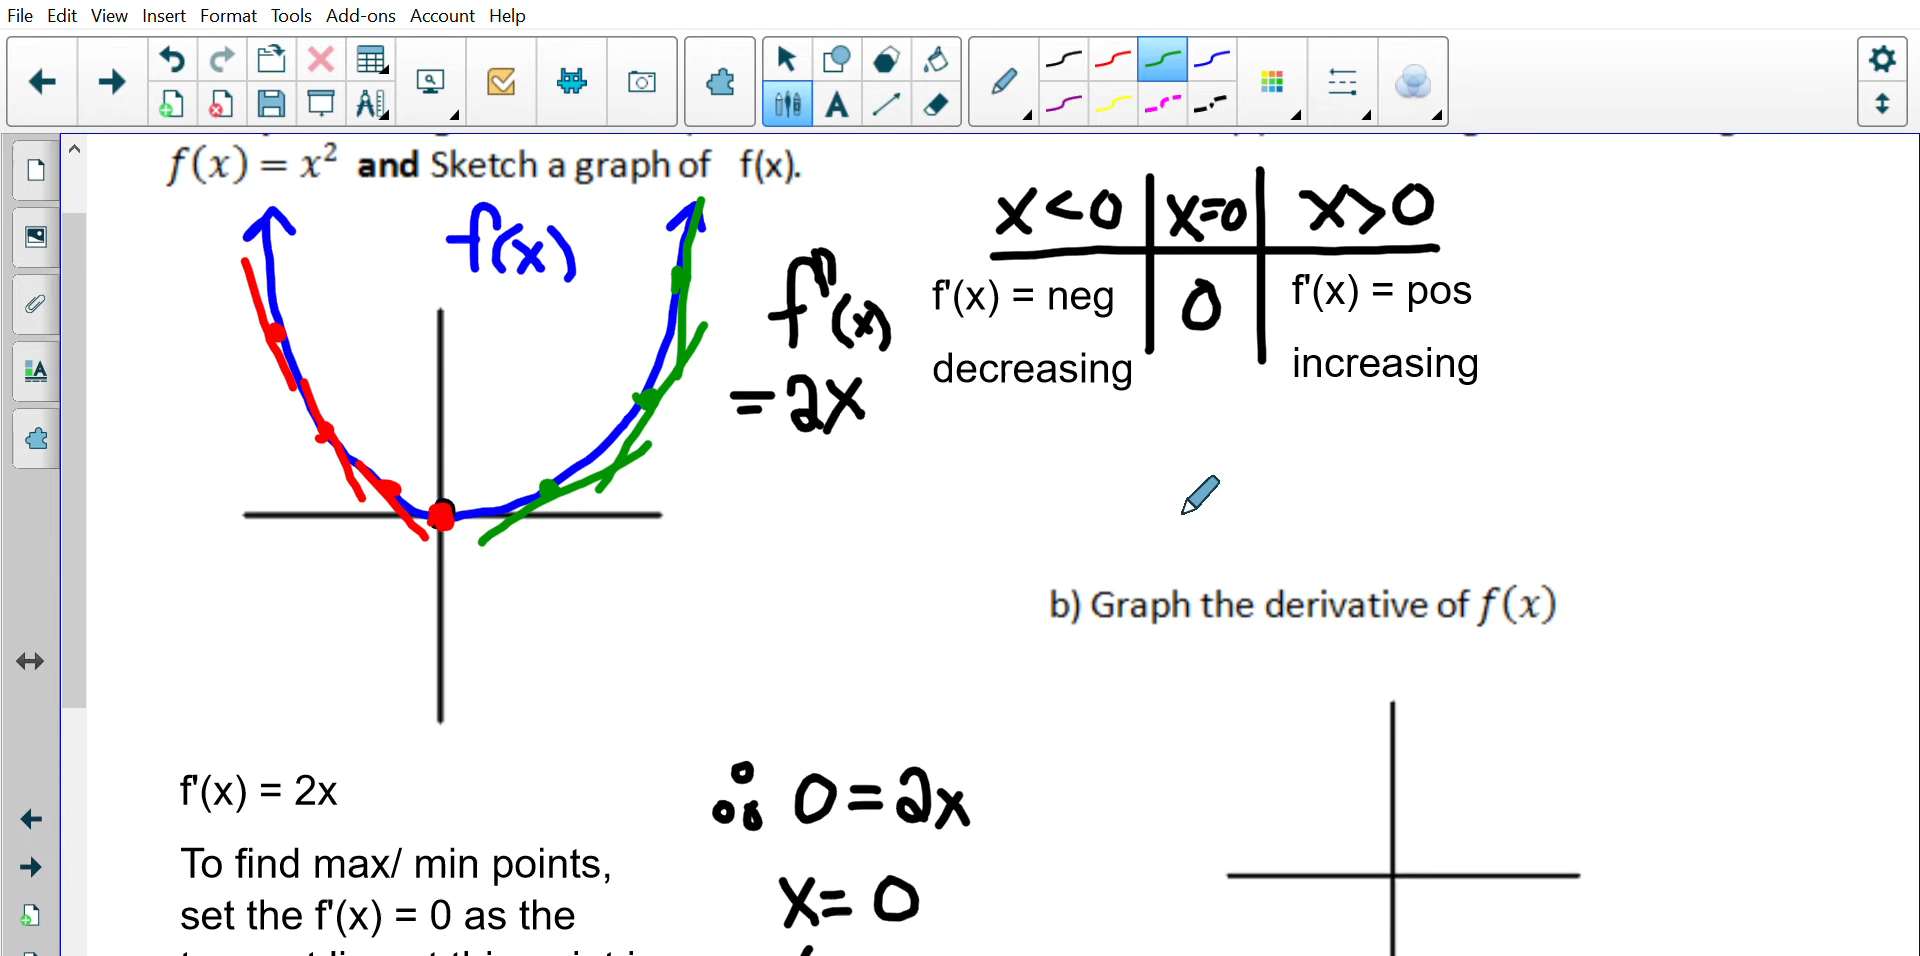 File Edit View Insert Format Tools Add-ons Account Help
f(x) = x² and Sketch a graph of f(x).
f(x)
f'(x)
= 2x
x<0 x=0 x>0
f'(x) = neg 0 f'(x) = pos
decreasing increasing
b) Graph the derivative of f(x)
f'(x) = 2x
∴ 0=2x
To find max/ min points,
set the f'(x) = 0 as the
x= 0